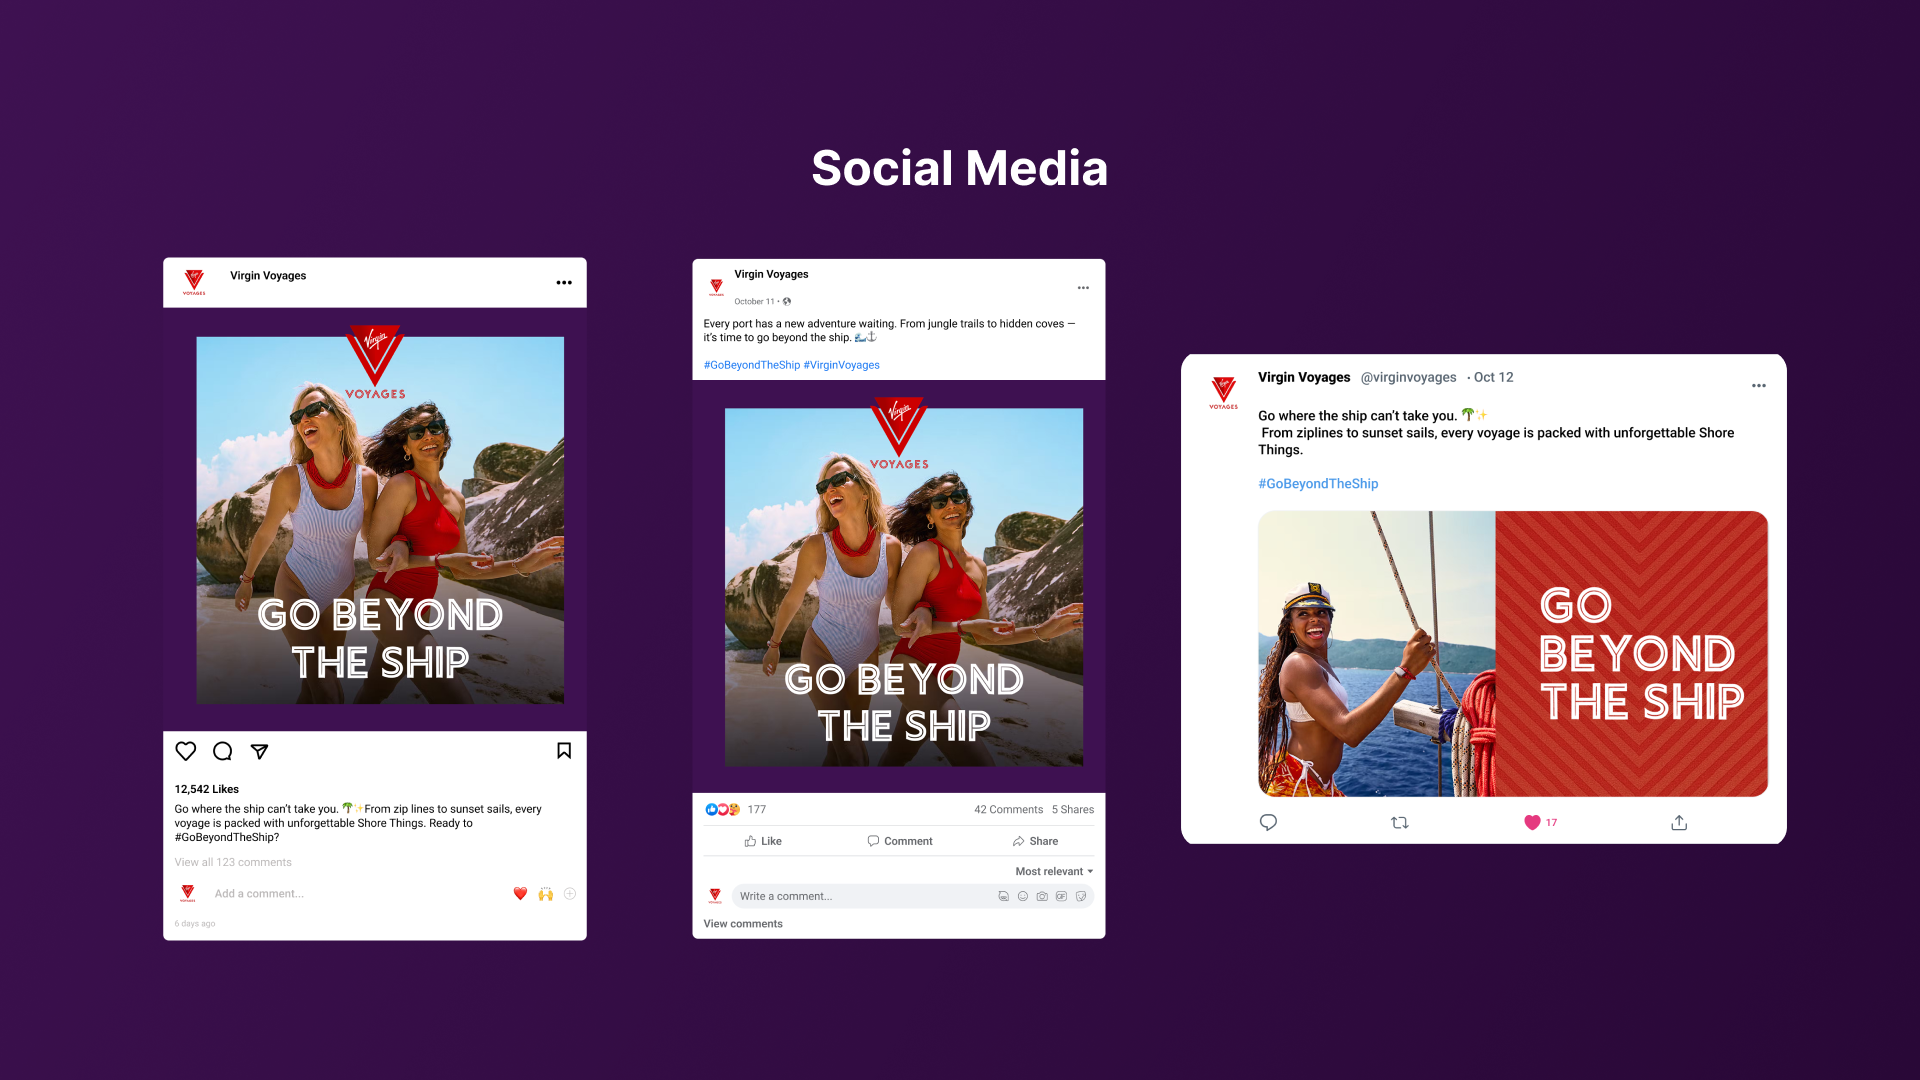 Social Media
Virgin
VOYAGES
Virgin Voyages
Virgin
VOYAGES
GO BEYOND
THE SHIP
12,542 Likes
Go where the ship can’t take you. 🌴✨From zip lines to sunset sails, every
voyage is packed with unforgettable Shore Things. Ready to
#GoBeyondTheShip?
View all 123 comments
Virgin
VOYAGES
Add a comment...
6 days ago
Virgin
VOYAGES
Virgin Voyages
October 11 •
Every port has a new adventure waiting. From jungle trails to hidden coves —
it’s time to go beyond the ship. 🌊⚓
#GoBeyondTheShip #VirginVoyages
Virgin
VOYAGES
GO BEYOND
THE SHIP
177
42 Comments 5 Shares
Like Comment Share
Most relevant
Virgin
VOYAGES
Write a comment...
GIF
View comments
Virgin
VOYAGES
Virgin Voyages @virginvoyages · Oct 12
Go where the ship can’t take you. 🌴✨
From ziplines to sunset sails, every voyage is packed with unforgettable Shore
Things.
#GoBeyondTheShip
GO
BEYOND
THE SHIP
17